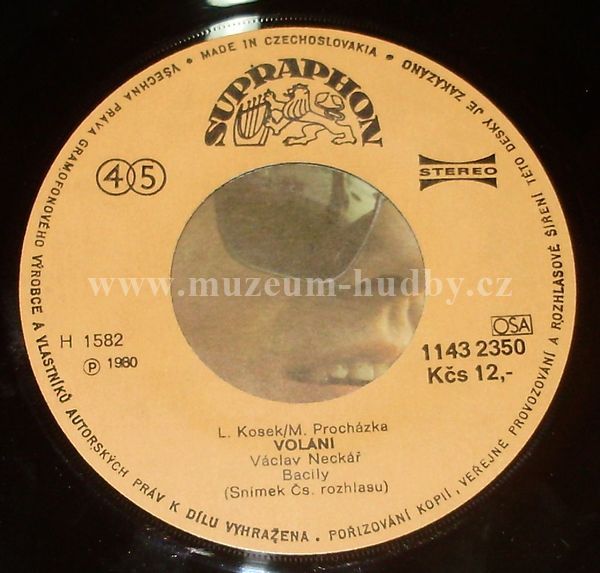 VŠECHNA PRÁVA GRAMOFONOVÉHO VÝROBCE A VLASTNÍKŮ AUTORSKÝCH PRÁV K DÍLU VYHRAŽENA. • POŘIZOVÁNÍ KOPIÍ, VEŘEJNÉ PROVOZOVÁNÍ A ROZHLASOVÉ ŠÍŘENÍ TÉTO DESKY JE ZAKÁZÁNO • MADE IN CZECHOSLOVAKIA •
SUPRAPHON
45
STEREO
www.muzeum-hudby.cz
H 1582
Ⓟ 1980
OSA
1143 2350
Kčs 12,-
L. Kosek/M. Procházka
VOLÁNÍ
Václav Neckář
Bacily
(Snímek Čs. rozhlasu)